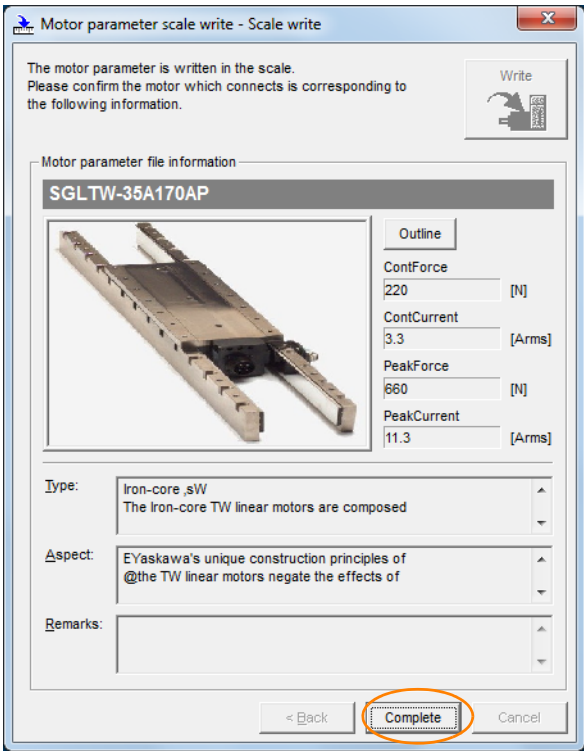 Motor parameter scale write - Scale write
The motor parameter is written in the scale.
Please confirm the motor which connects is corresponding to
the following information.
Write
Motor parameter file information
SGLTW-35A170AP
Outline
ContForce
220 [N]
ContCurrent
3.3 [Arms]
PeakForce
660 [N]
PeakCurrent
11.3 [Arms]
Type: Iron-core ,sW
The Iron-core TW linear motors are composed
Aspect: EYaskawa's unique construction principles of
@the TW linear motors negate the effects of
Remarks:
< Back Complete Cancel